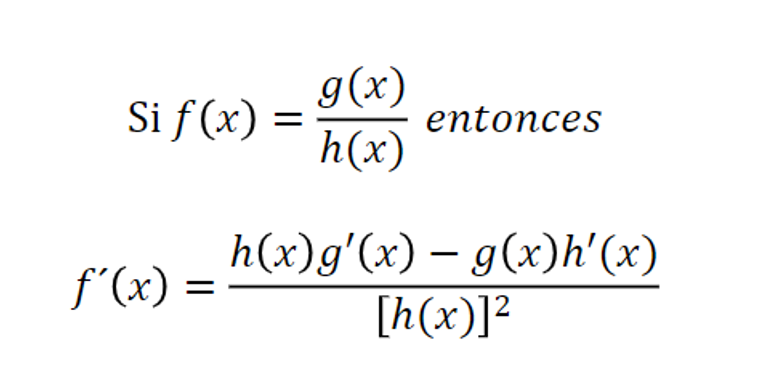 Si f(x) = g(x)/h(x) entonces
f´(x) = h(x)g′(x) − g(x)h′(x)/[h(x)]²